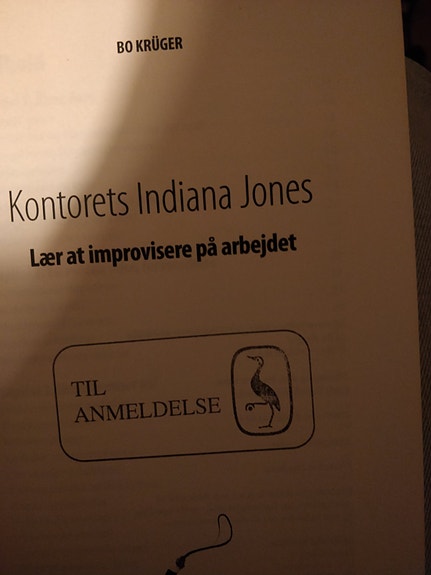 BO KRÜGER
Kontorets Indiana Jones
Lær at improvisere på arbejdet
TIL
ANMELDELSE